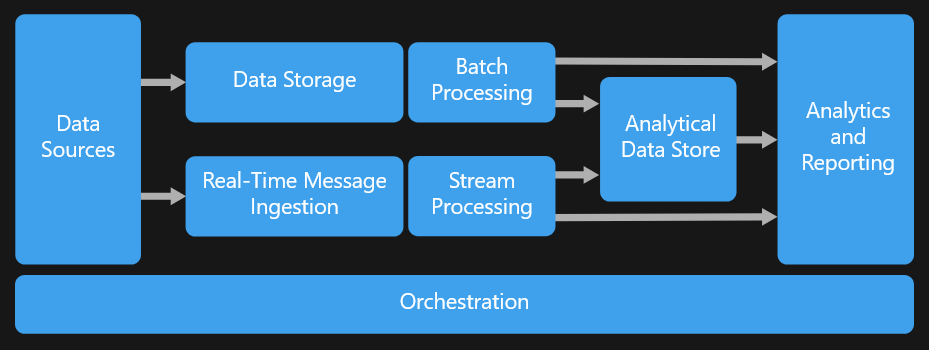 Data
Sources
Data Storage
Batch
Processing
Real-Time Message
Ingestion
Stream
Processing
Analytical
Data Store
Analytics
and
Reporting
Orchestration